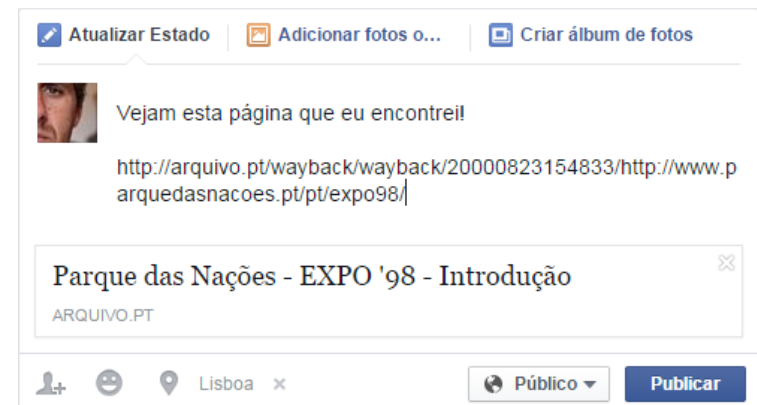 Atualizar Estado Adicionar fotos o... Criar álbum de fotos
Vejam esta página que eu encontrei!
http://arquivo.pt/wayback/wayback/20000823154833/http://www.p
arquedasnacoes.pt/pt/expo98/
Parque das Nações - EXPO '98 - Introdução
ARQUIVO.PT
Lisboa × Público Publicar